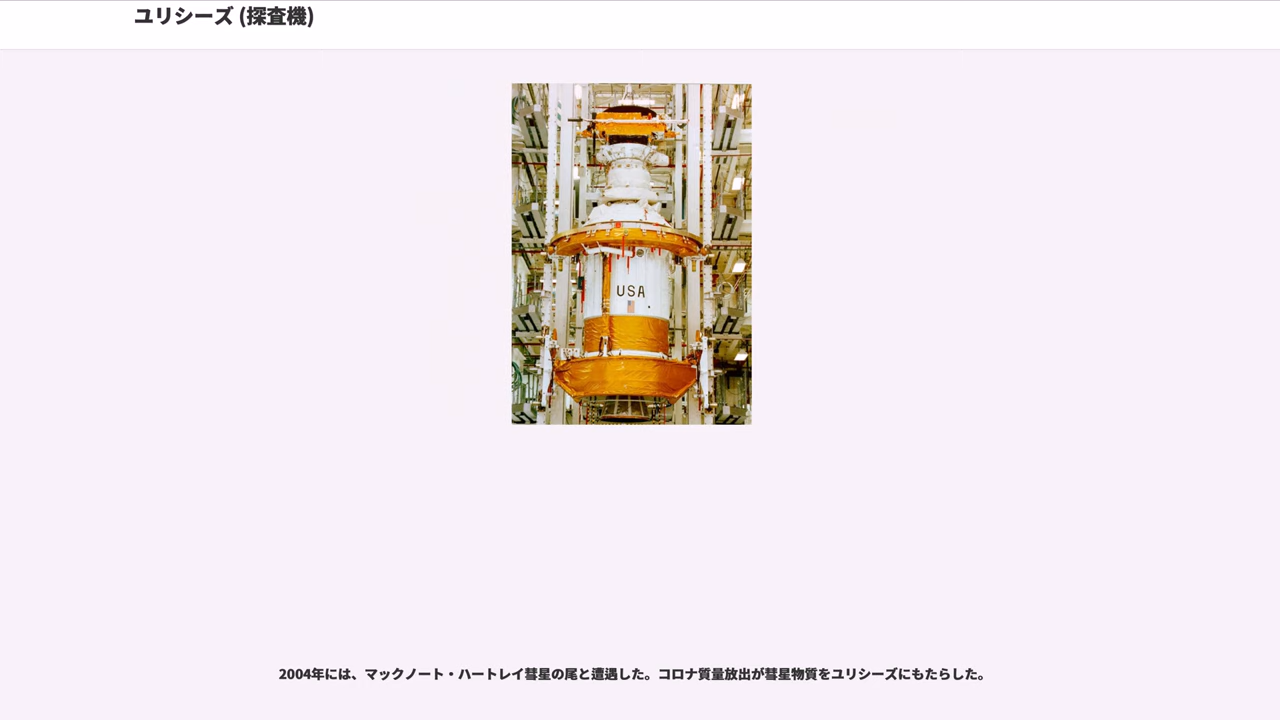 ユリシーズ (探査機)
USA
2004年には、マックノート・ハートレイ彗星の尾と遭遇した。コロナ質量放出が彗星物質をユリシーズにもたらした。